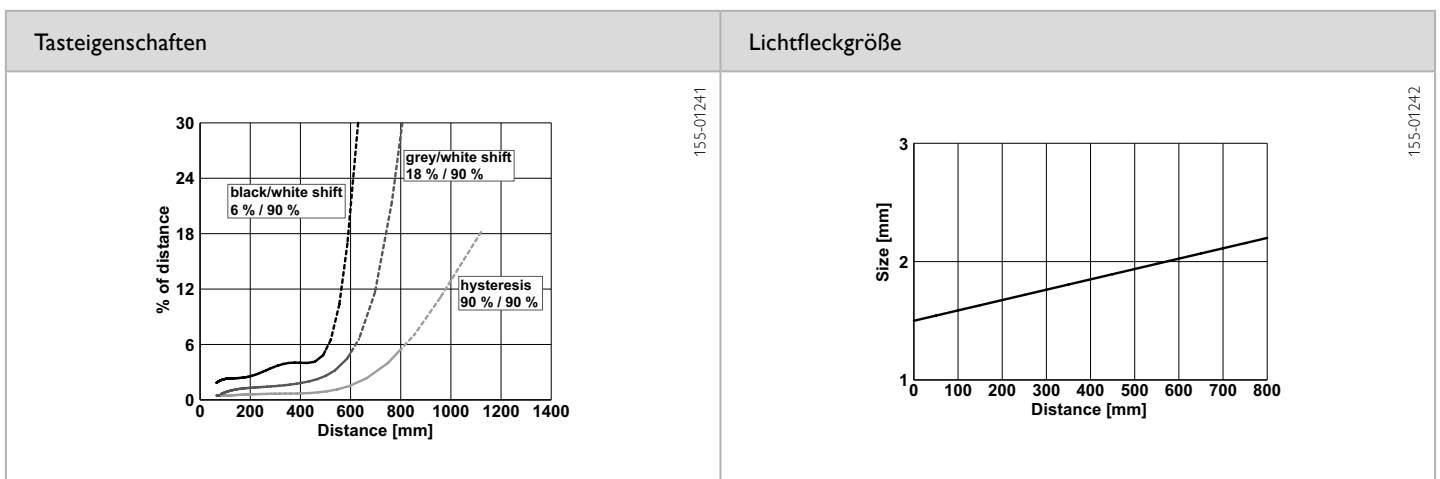 Tasteigenschaften
Lichtfleckgröße
155-01241
30
24
18
12
6
0
% of distance
black/white shift
6 % / 90 %
grey/white shift
18 % / 90 %
hysteresis
90 % / 90 %
0 200 400 600 800 1000 1200 1400
Distance [mm]
155-01242
3
2
1
Size [mm]
0 100 200 300 400 500 600 700 800
Distance [mm]